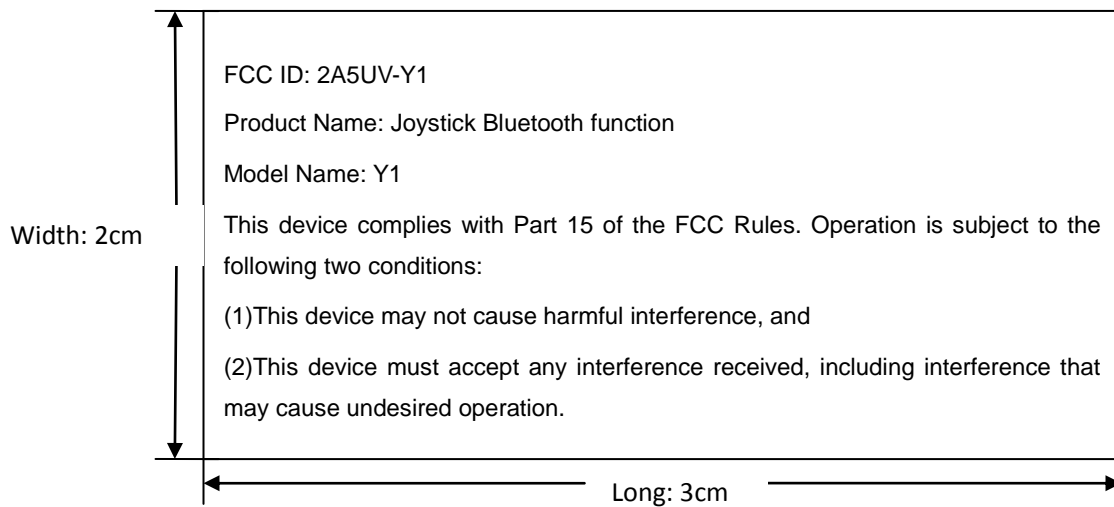 FCC ID: 2A5UV-Y1
Product Name: Joystick Bluetooth function
Model Name: Y1
Width: 2cm
This device complies with Part 15 of the FCC Rules. Operation is subject to the
following two conditions:
(1)This device may not cause harmful interference, and
(2)This device must accept any interference received, including interference that
may cause undesired operation.
Long: 3cm